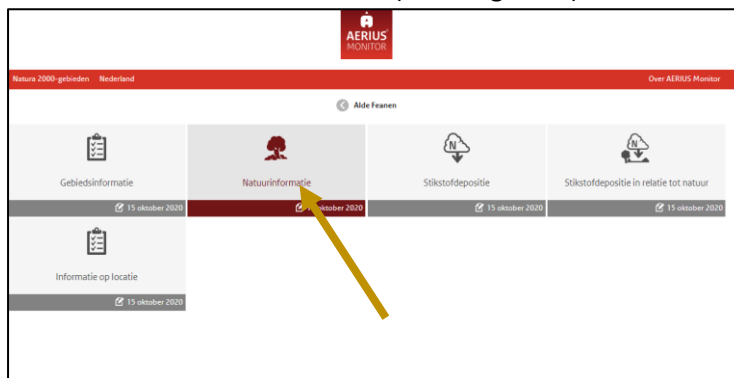 AERIUS
MONITOR
Natura 2000-gebieden Nederland Over AERIUS Monitor
Alde Feanen
Gebiedsinformatie Natuurinformatie Stikstofdepositie Stikstofdepositie in relatie tot natuur
15 oktober 2020 oktober 2020 15 oktober 2020 15 oktober 2020
Informatie op locatie
15 oktober 2020